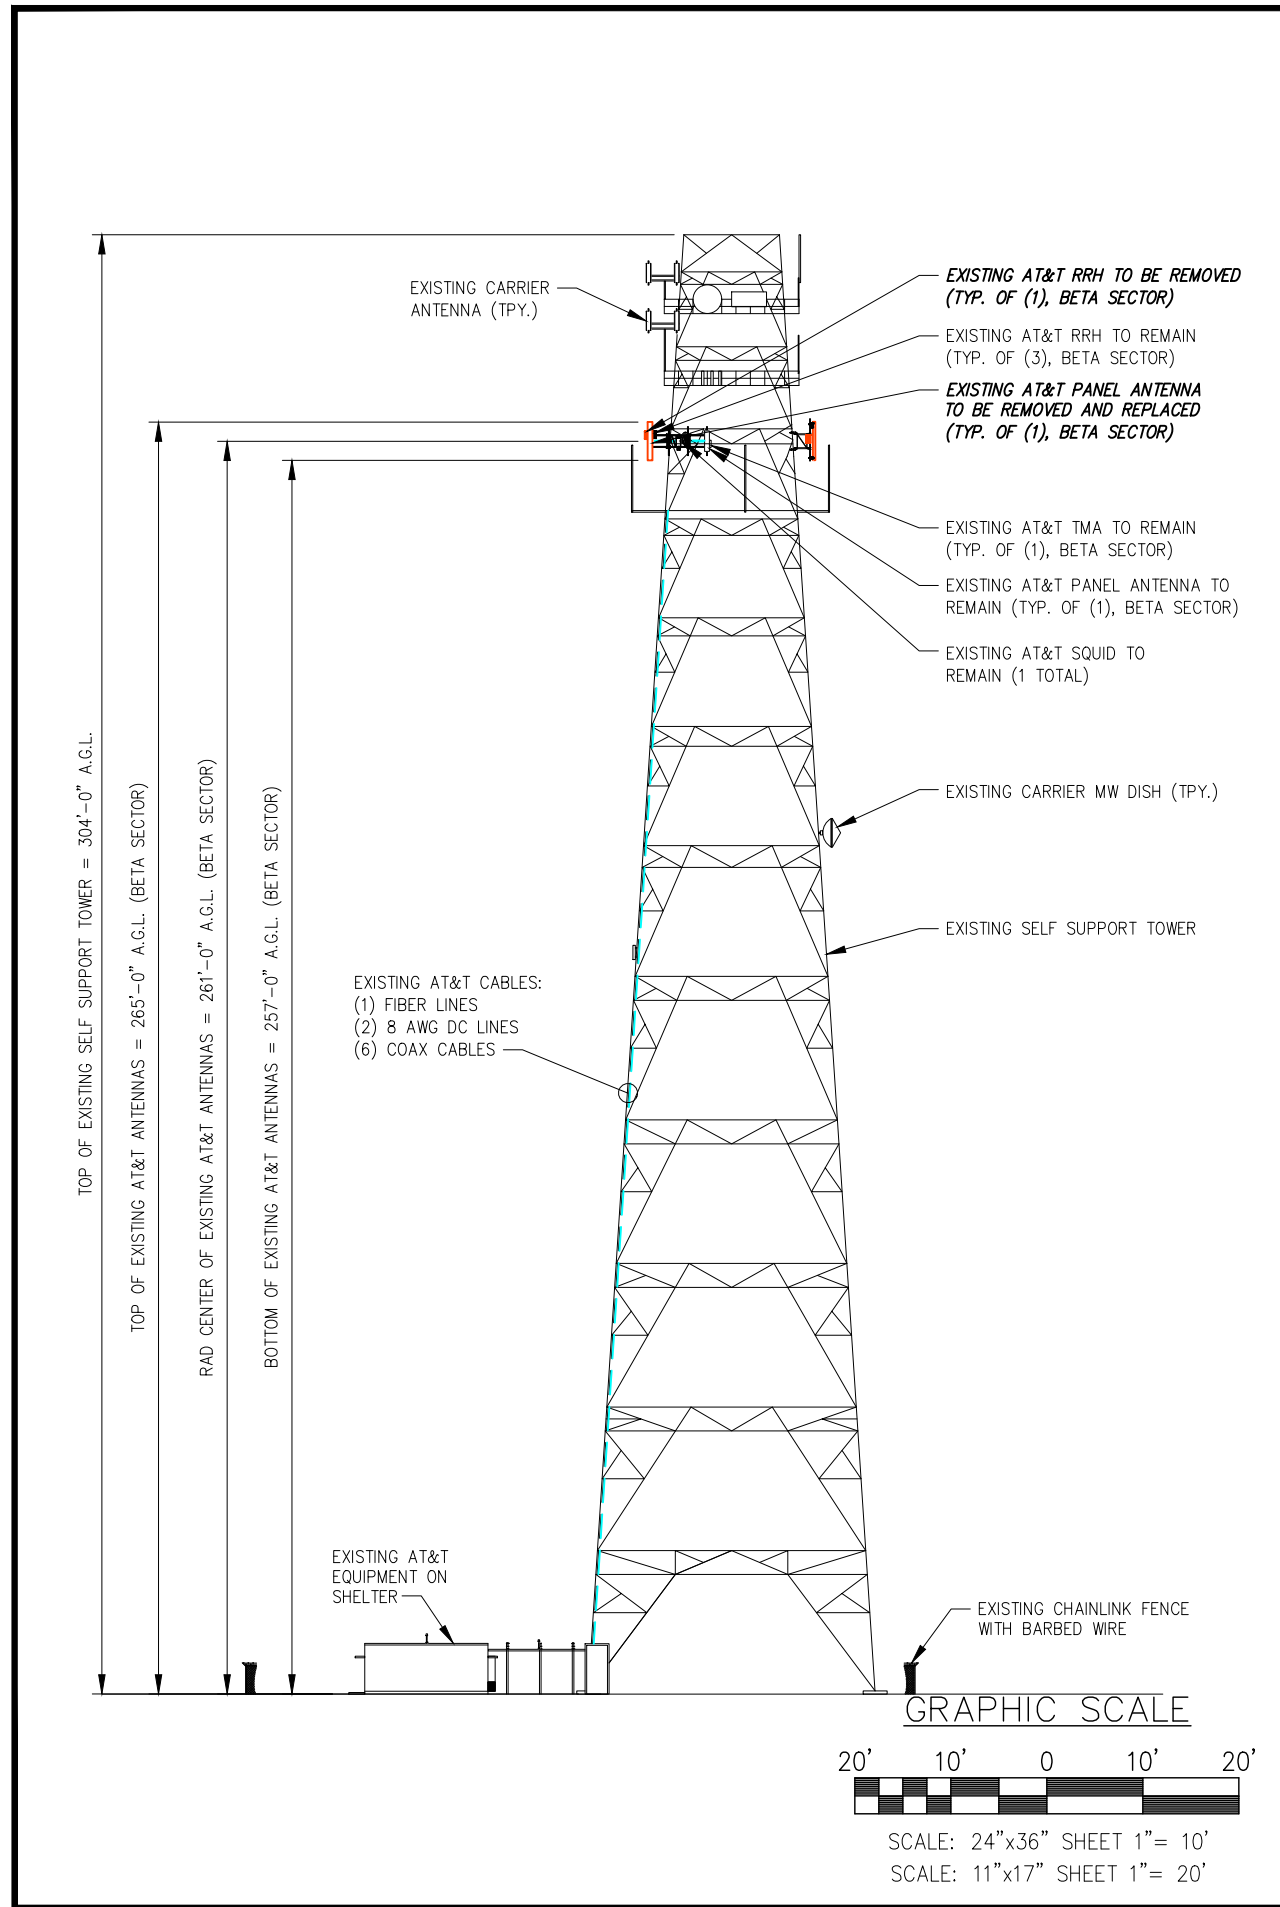 EXISTING CARRIER
ANTENNA (TPY.)
EXISTING AT&T RRH TO BE REMOVED
(TYP. OF (1), BETA SECTOR)
EXISTING AT&T RRH TO REMAIN
(TYP. OF (3), BETA SECTOR)
EXISTING AT&T PANEL ANTENNA
TO BE REMOVED AND REPLACED
(TYP. OF (1), BETA SECTOR)
EXISTING AT&T TMA TO REMAIN
(TYP. OF (1), BETA SECTOR)
EXISTING AT&T PANEL ANTENNA TO
REMAIN (TYP. OF (1), BETA SECTOR)
EXISTING AT&T SQUID TO
REMAIN (1 TOTAL)
TOP OF EXISTING SELF SUPPORT TOWER = 304'-0" A.G.L.
TOP OF EXISTING AT&T ANTENNAS = 265'-0" A.G.L. (BETA SECTOR)
RAD CENTER OF EXISTING AT&T ANTENNAS = 261'-0" A.G.L. (BETA SECTOR)
BOTTOM OF EXISTING AT&T ANTENNAS = 257'-0" A.G.L. (BETA SECTOR)
EXISTING CARRIER MW DISH (TPY.)
EXISTING SELF SUPPORT TOWER
EXISTING AT&T CABLES:
(1) FIBER LINES
(2) 8 AWG DC LINES
(6) COAX CABLES
EXISTING AT&T
EQUIPMENT ON
SHELTER
EXISTING CHAINLINK FENCE
WITH BARBED WIRE
GRAPHIC SCALE
20' 10' 0 10' 20'
SCALE: 24"x36" SHEET 1"= 10'
SCALE: 11"x17" SHEET 1"= 20'